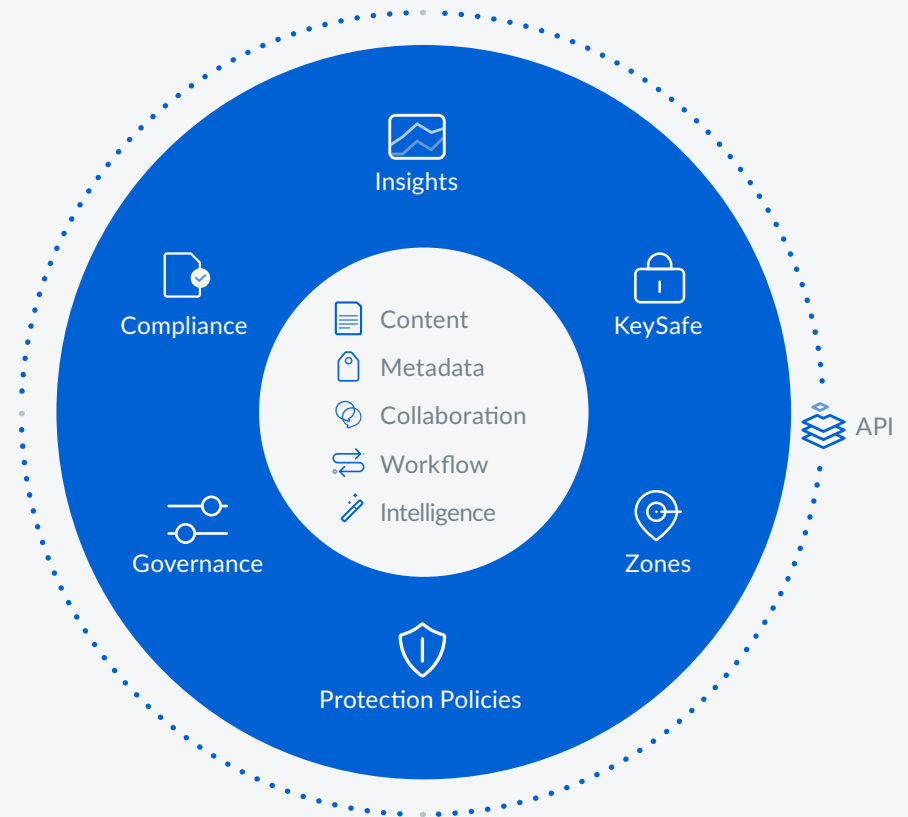 Insights
Compliance
KeySafe
Content
Metadata
Collaboration
Workflow
Intelligence
API
Governance
Zones
Protection Policies